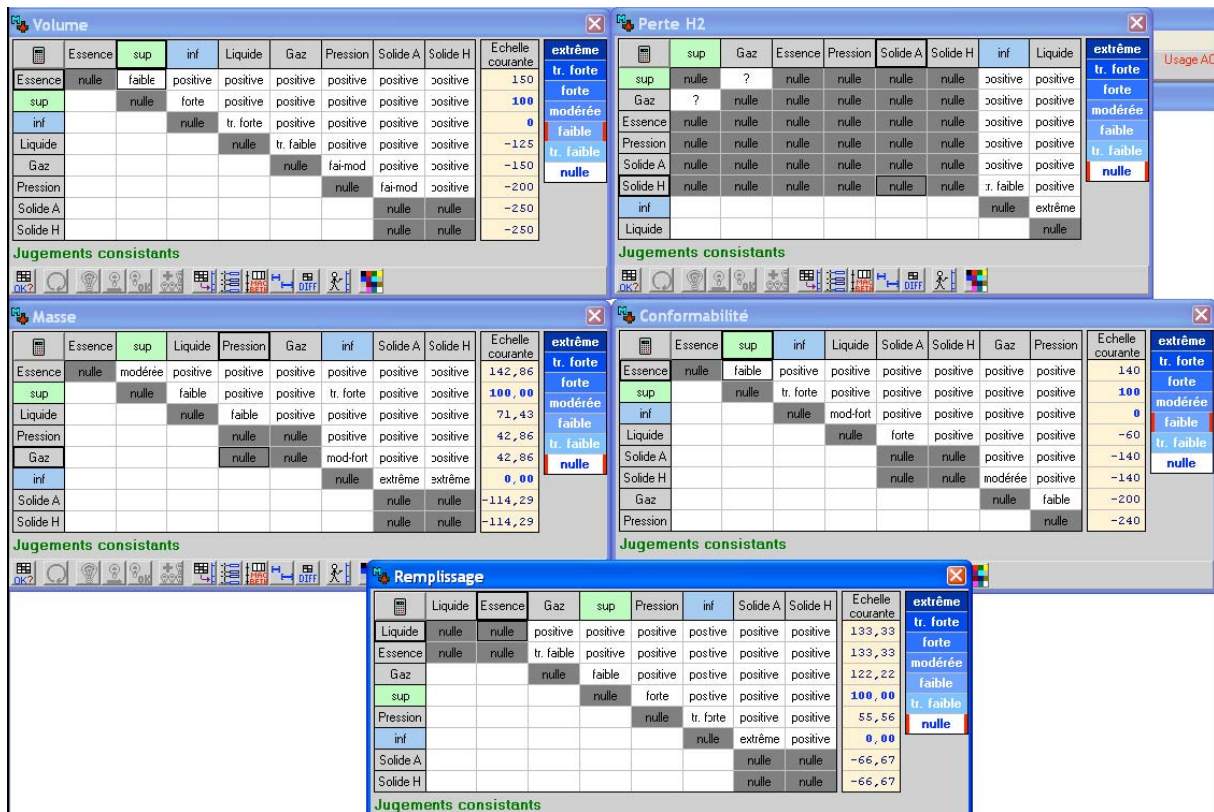 Volume
Essence sup inf Liquide Gaz Pression Solide A Solide H Echelle courante
Essence nulle faible positive positive positive positive positive positive 150
sup nulle forte positive positive positive positive positive 100
inf nulle tr. forte positive positive positive positive 0
Liquide nulle tr. faible positive positive positive -125
Gaz nulle fai-mod positive positive -150
Pression nulle fai-mod positive -200
Solide A nulle nulle -250
Solide H nulle nulle -250
extrême
tr. forte
forte
modérée
faible
tr. faible
nulle
Jugements consistants
OK? OK MAC BETH DIFF
Perte H2
sup Gaz Essence Pression Solide A Solide H inf Liquide
sup nulle ? nulle nulle nulle nulle positive positive
Gaz ? nulle nulle nulle nulle nulle positive positive
Essence nulle nulle nulle nulle nulle nulle positive positive
Pression nulle nulle nulle nulle nulle nulle positive positive
Solide A nulle nulle nulle nulle nulle nulle positive positive
Solide H nulle nulle nulle nulle nulle nulle tr. faible positive
inf nulle extrême
Liquide nulle
extrême
tr. forte
forte
modérée
faible
tr. faible
nulle
Jugements consistants
OK? OK MAC BETH DIFF
Usage AC
Masse
Essence sup Liquide Pression Gaz inf Solide A Solide H Echelle courante
Essence nulle modérée positive positive positive positive positive positive 142,86
sup nulle faible positive positive tr. forte positive positive 100,00
Liquide nulle faible positive positive positive positive 71,43
Pression nulle nulle positive positive positive 42,86
Gaz nulle nulle mod-fort positive positive 42,86
inf nulle extrême extrême 0,00
Solide A nulle nulle -114,29
Solide H nulle nulle -114,29
extrême
tr. forte
forte
modérée
faible
tr. faible
nulle
Jugements consistants
OK? OK MAC BETH DIFF
Conformabilité
Essence sup inf Liquide Solide A Solide H Gaz Pression Echelle courante
Essence nulle faible positive positive positive positive positive positive 140
sup nulle tr. forte positive positive positive positive positive 100
inf nulle mod-fort positive positive positive positive 0
Liquide nulle forte positive positive positive -60
Solide A nulle nulle positive positive -140
Solide H nulle nulle modérée positive -140
Gaz nulle faible -200
Pression nulle -240
extrême
tr. forte
forte
modérée
faible
tr. faible
nulle
Jugements consistants
Remplissage
Liquide Essence Gaz sup Pression inf Solide A Solide H Echelle courante
Liquide nulle nulle positive positive positive postive positive positive 133,33
Essence nulle nulle tr. faible positive positive postive positive positive 133,33
Gaz nulle faible positive postive positive positive 122,22
sup nulle forte postive positive positive 100,00
Pression nulle tr. forte positive positive 55,56
inf nulle extrême positive 0,00
Solide A nulle nulle -66,67
Solide H nulle nulle -66,67
extrême
tr. forte
forte
modérée
faible
tr. faible
nulle
Jugements consistants